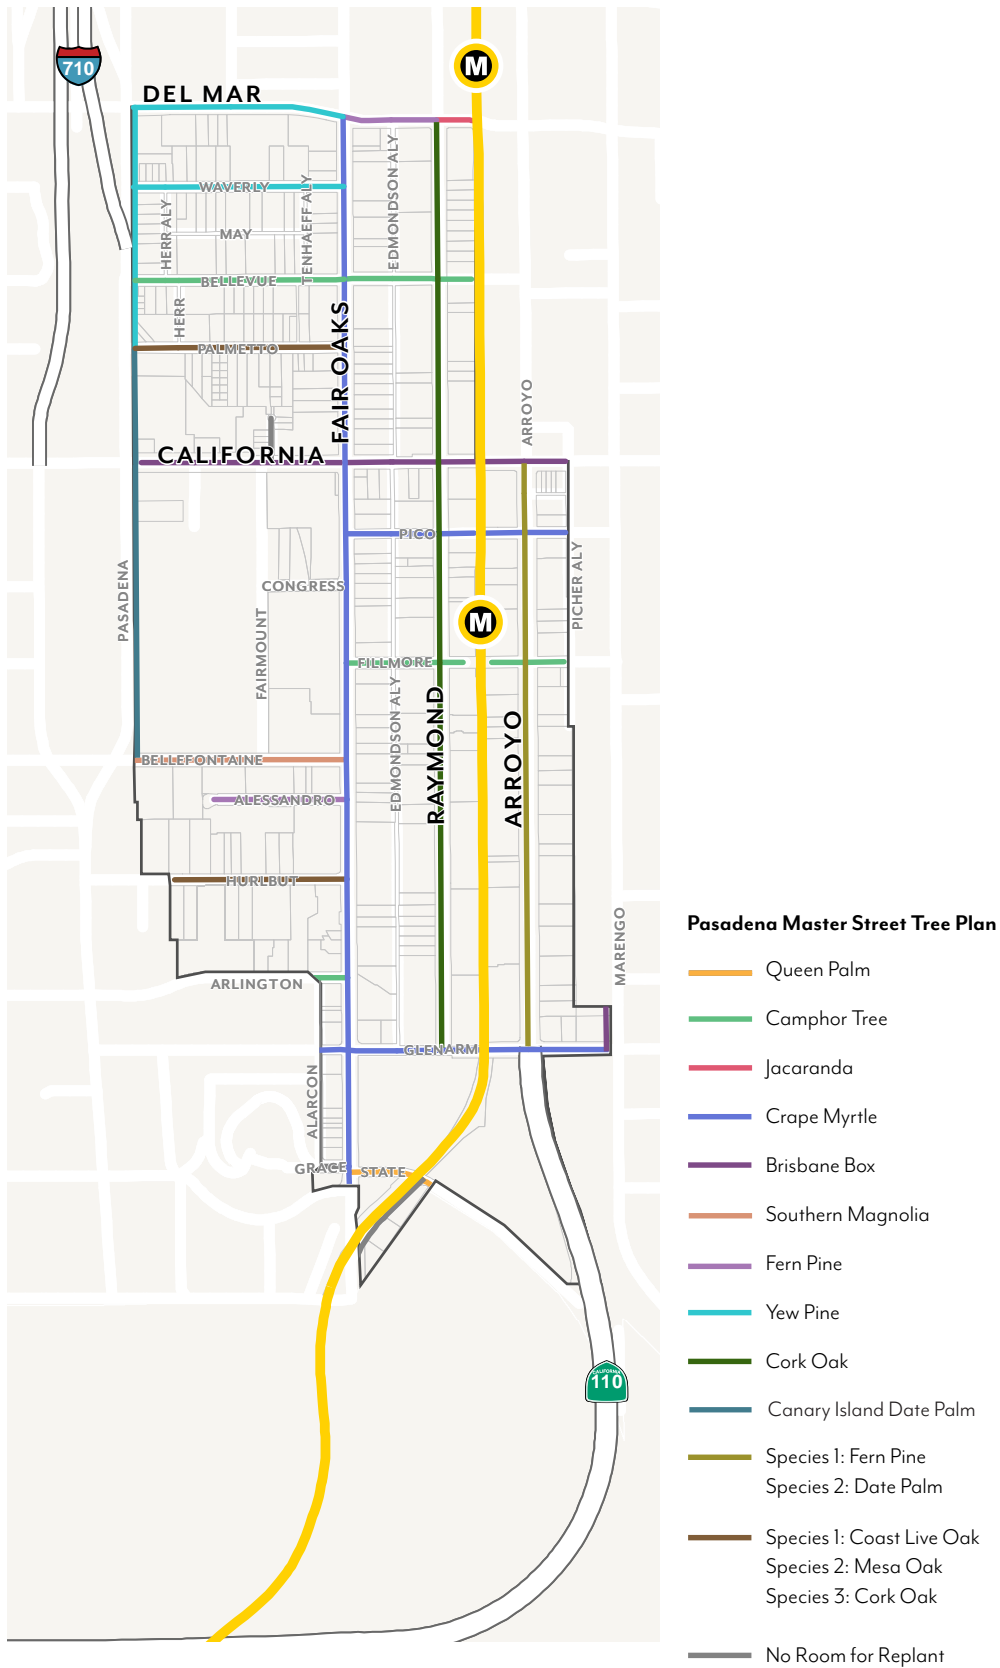 710
M
DEL MAR
WAVERLY
HERR ALY
MAY
TENHAEFF ALY
EDMONDSON ALY
BELLEVUE
HERR
PALMETTO
FAIR OAKS
ARROYO
CALIFORNIA
PICO
PASADENA
CONGRESS
PICHER ALY
FAIRMOUNT
M
FILLMORE
EDMONDSON ALY
RAYMOND
ARROYO
BELLEFONTAINE
ALESSANDRO
HURLBUT
MARENGO
ARLINGTON
GLENARM
ALARCON
GRACE
STATE
CALIFORNIA
110
Pasadena Master Street Tree Plan
Queen Palm
Camphor Tree
Jacaranda
Crape Myrtle
Brisbane Box
Southern Magnolia
Fern Pine
Yew Pine
Cork Oak
Canary Island Date Palm
Species 1: Fern Pine
Species 2: Date Palm
Species 1: Coast Live Oak
Species 2: Mesa Oak
Species 3: Cork Oak
No Room for Replant